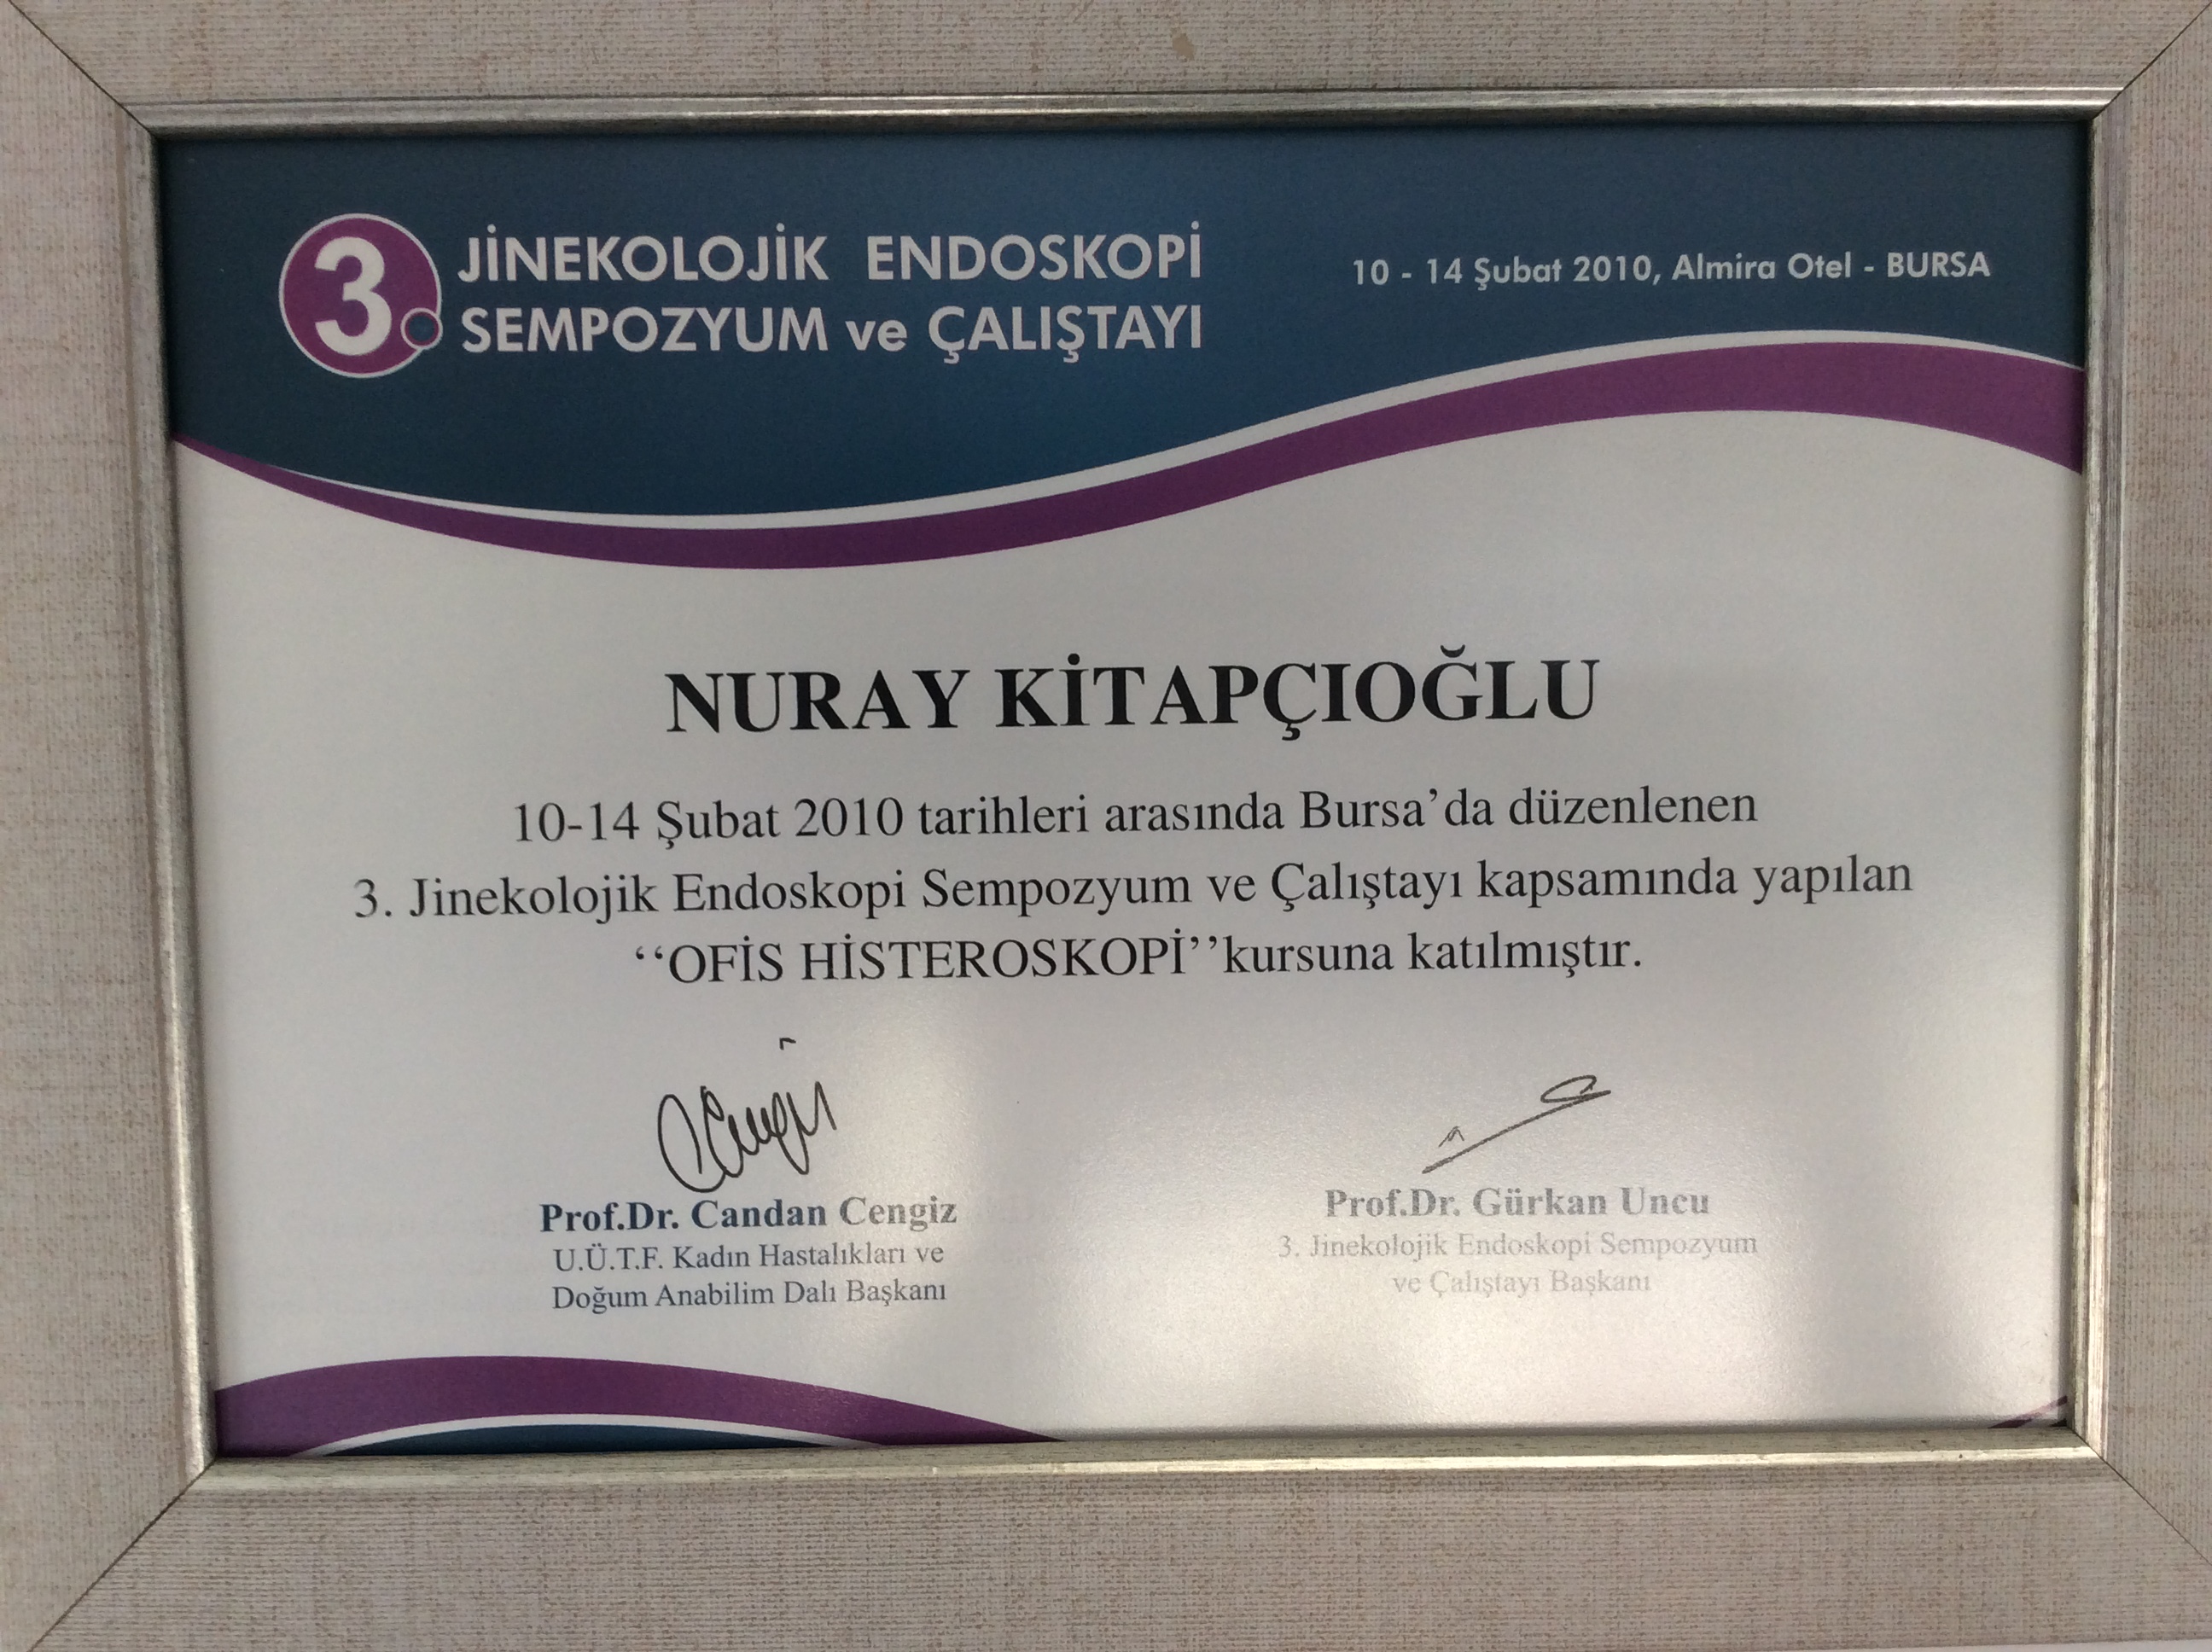 3. JİNEKOLOJİK ENDOSKOPİ
SEMPOZYUM ve ÇALIŞTAYI
10 - 14 Şubat 2010, Almira Otel - BURSA
NURAY KİTAPÇIOĞLU
10-14 Şubat 2010 tarihleri arasında Bursa’da düzenlenen
3. Jinekolojik Endoskopi Sempozyum ve Çalıştayı kapsamında yapılan
‘‘OFİS HİSTEROSKOPİ’’kursuna katılmıştır.
Prof.Dr. Candan Cengiz
U.Ü.T.F. Kadın Hastalıkları ve
Doğum Anabilim Dalı Başkanı
Prof.Dr. Gürkan Uncu
3. Jinekolojik Endoskopi Sempozyum
ve Çalıştayı Başkanı